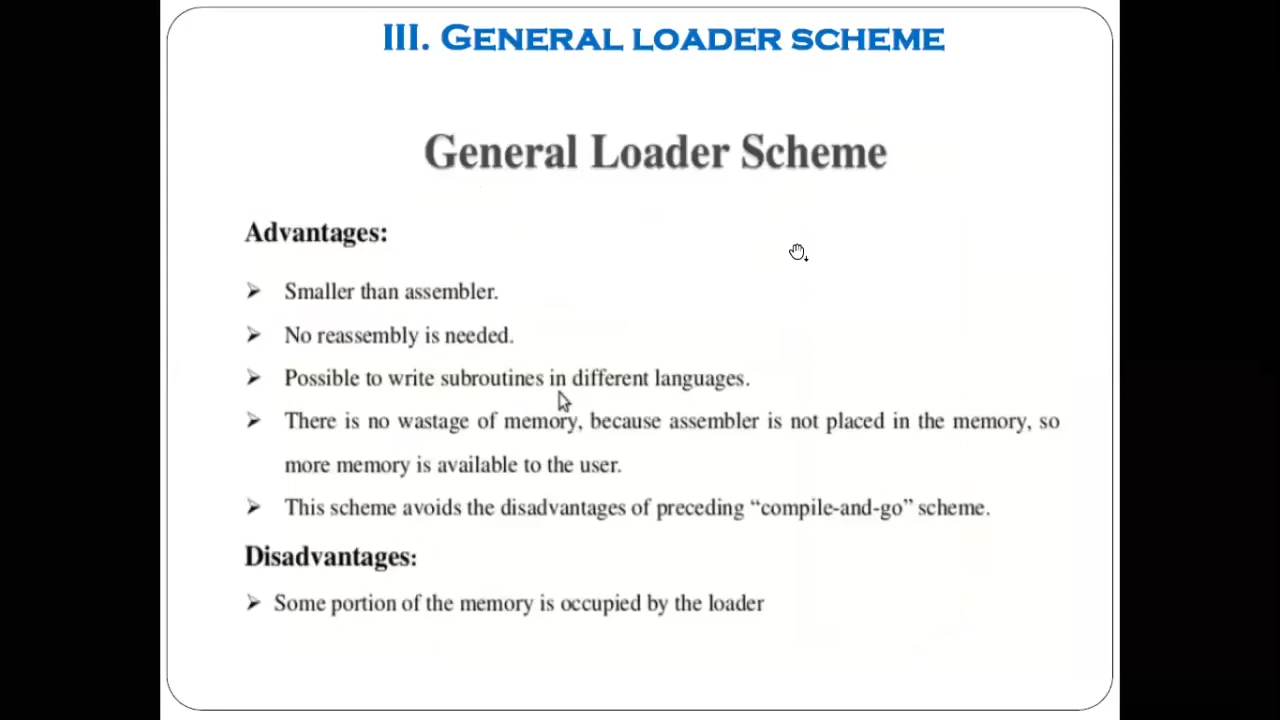 III. GENERAL LOADER SCHEME
General Loader Scheme
Advantages:
➢ Smaller than assembler.
➢ No reassembly is needed.
➢ Possible to write subroutines in different languages.
➢ There is no wastage of memory, because assembler is not placed in the memory, so
more memory is available to the user.
➢ This scheme avoids the disadvantages of preceding “compile-and-go” scheme.
Disadvantages:
➢ Some portion of the memory is occupied by the loader